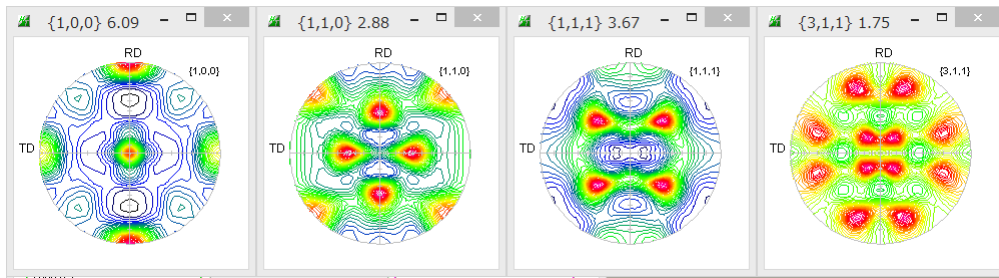 {1,0,0} 6.09
RD
{1,0,0}
TD
{1,1,0} 2.88
RD
{1,1,0}
TD
{1,1,1} 3.67
RD
{1,1,1}
TD
{3,1,1} 1.75
RD
{3,1,1}
TD